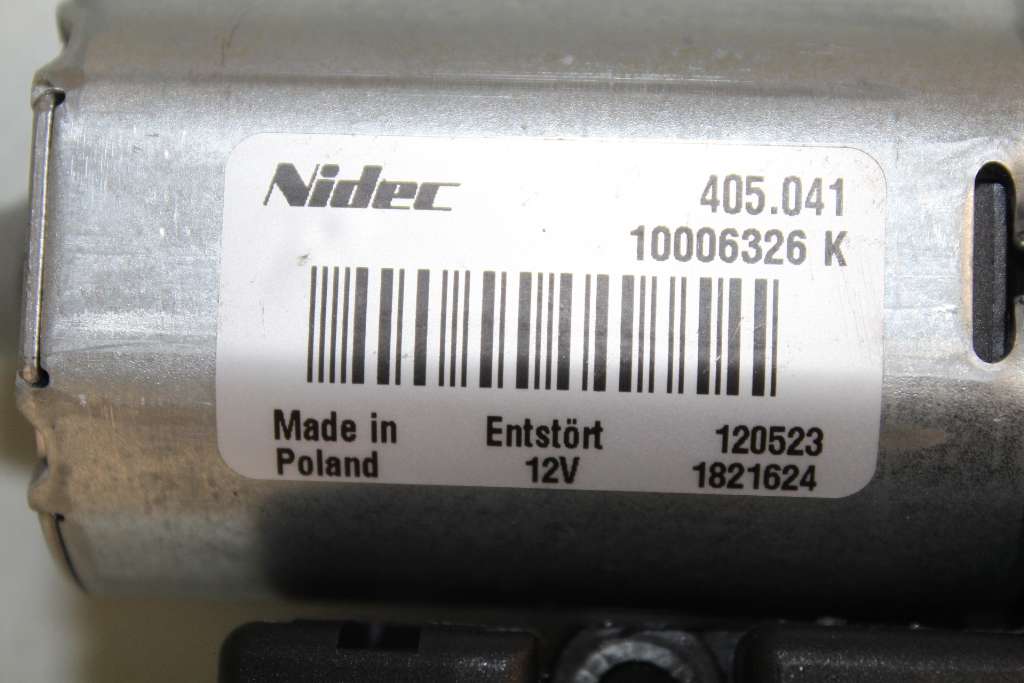 Nidec 405.041
10006326 K
Made in Entstört 120523
Poland 12V 1821624